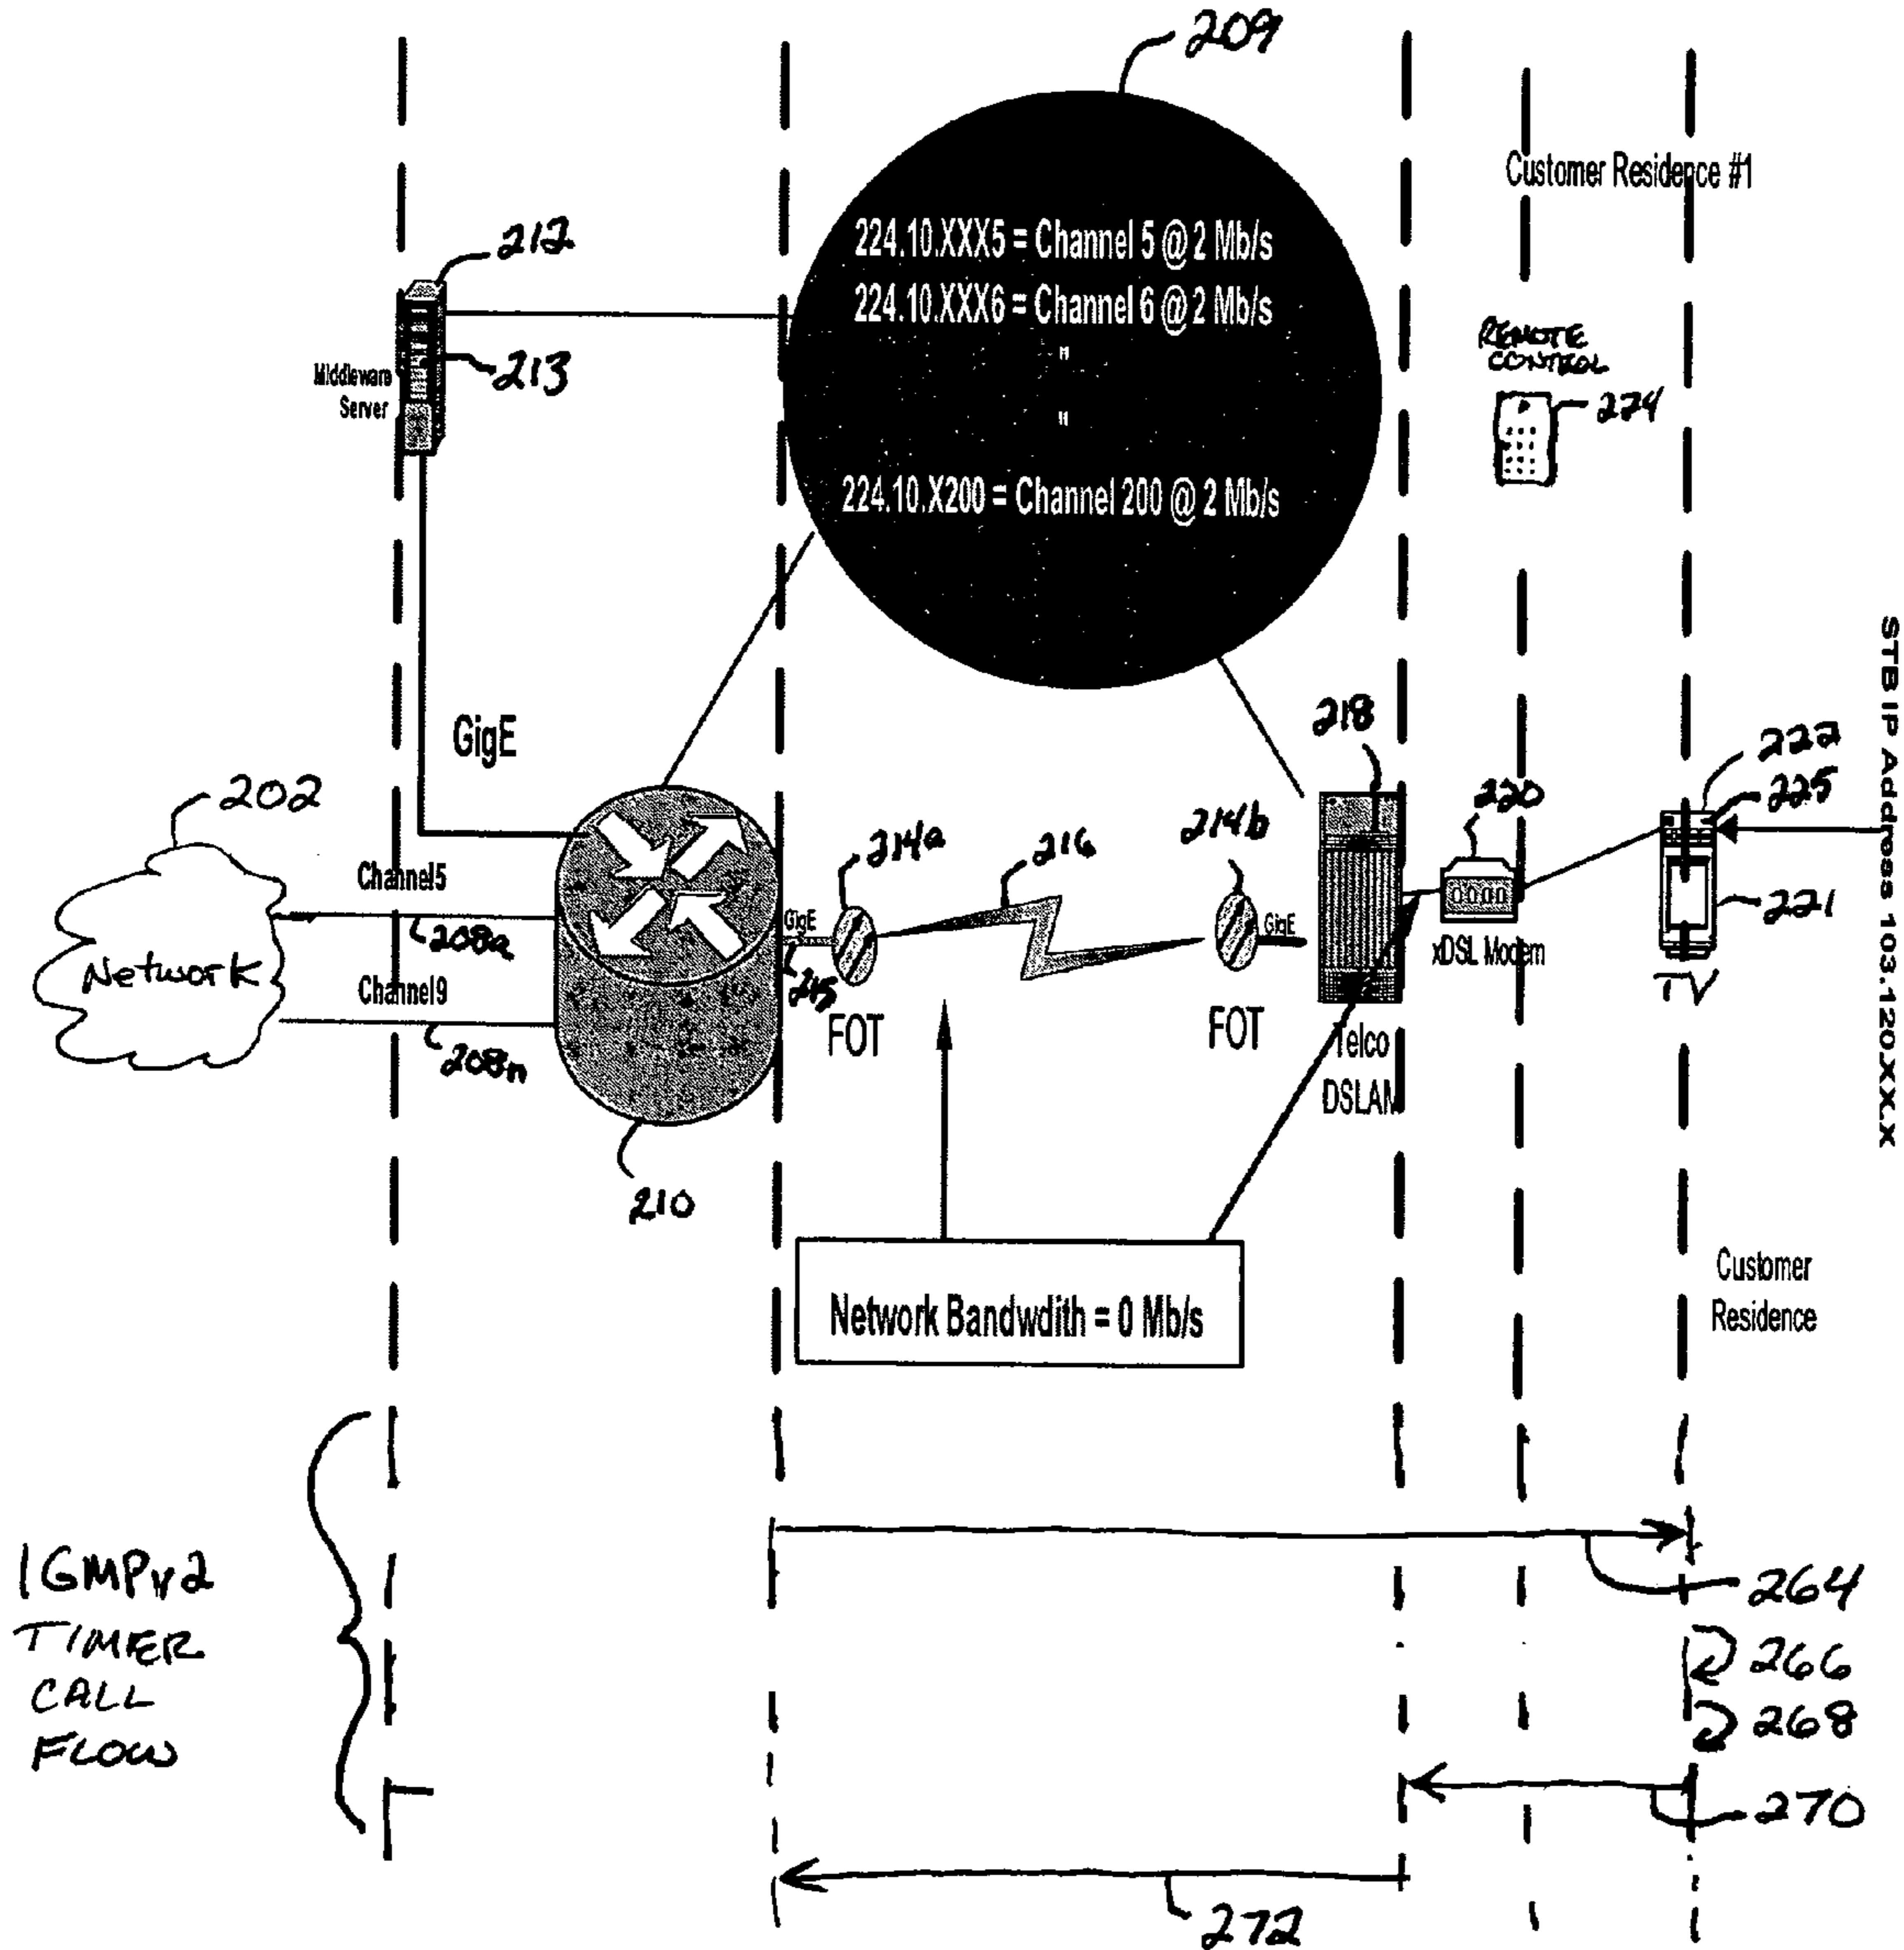 209
Customer Residence #1
212
224.10.XXX5 = Channel 5 @ 2 Mb/s
224.10.XXX6 = Channel 6 @ 2 Mb/s
"
"
224.10.X200 = Channel 200 @ 2 Mb/s
REMOTE
CONTROL
274
213
Middleware
Server
GigE
218
222
225
STB IP Address 103.120XX.X
202
220
214a
216
214b
Channel5
208a
GigE
GigE
221
xDSL Modem
Network
Channel9
215
TV
208n
FOT
FOT
Telco
DSLAM
210
Network Bandwdith = 0 Mb/s
Customer
Residence
IGMPv2
TIMER
CALL
FLOW
264
266
268
270
272